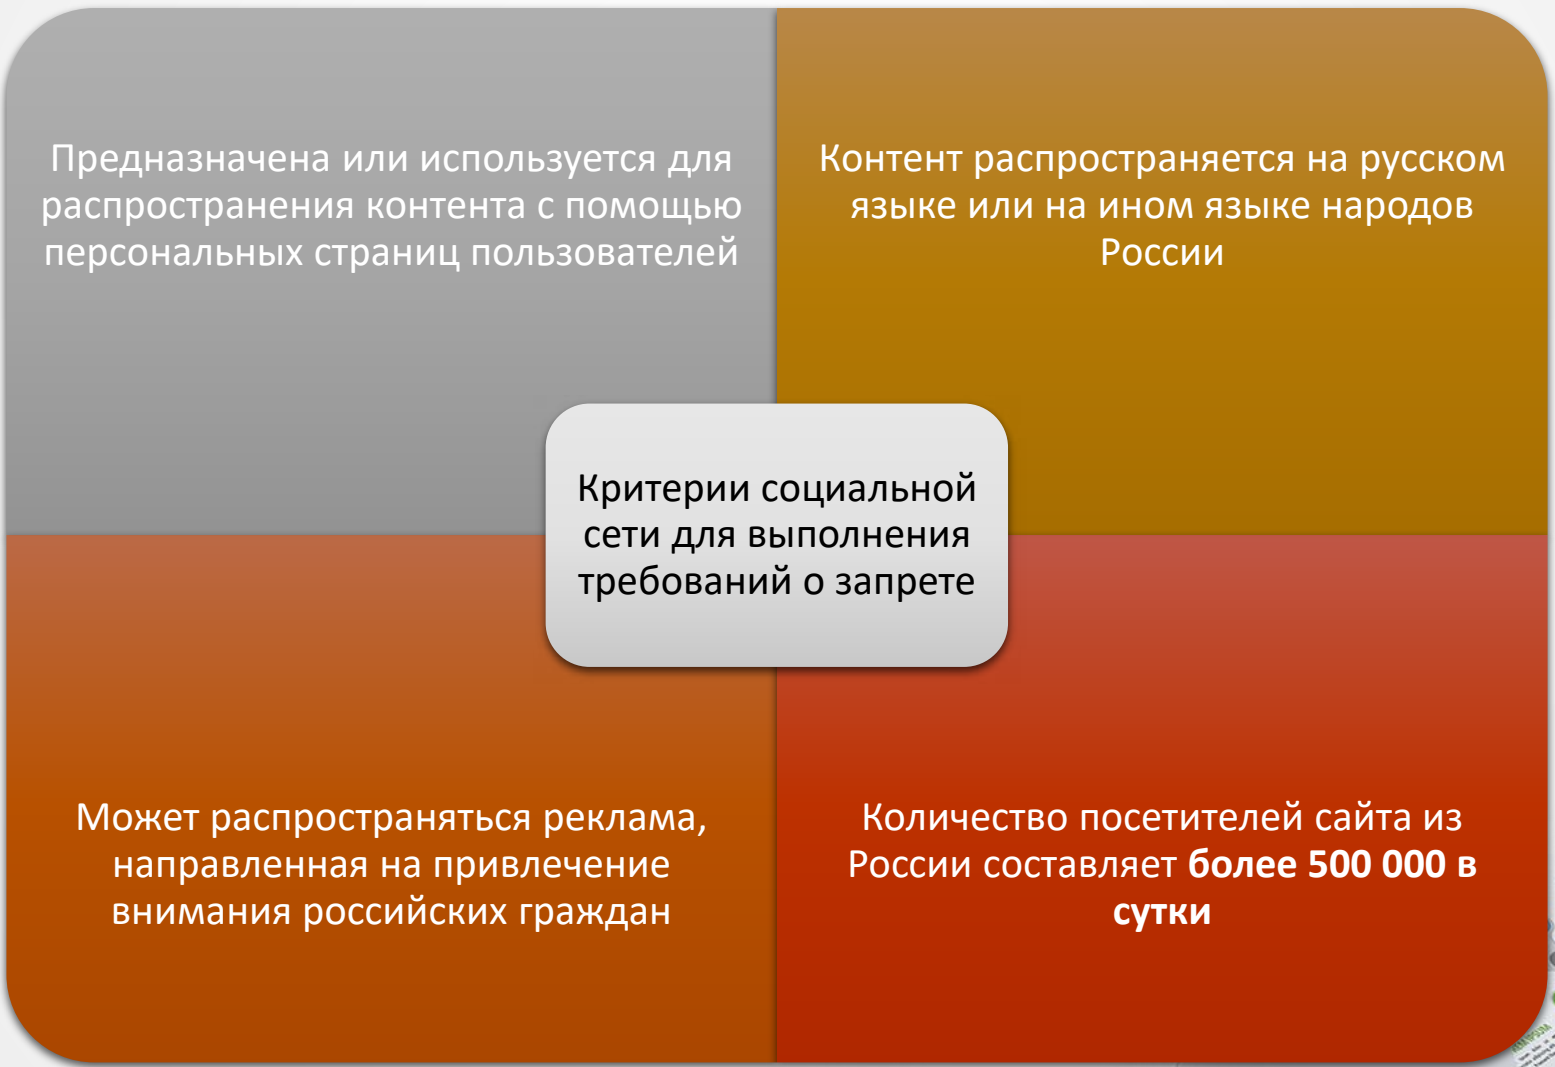 Предназначена или используется для
распространения контента с помощью
персональных страниц пользователей
Контент распространяется на русском
языке или на ином языке народов
России
Критерии социальной
сети для выполнения
требований о запрете
Может распространяться реклама,
направленная на привлечение
внимания российских граждан
Количество посетителей сайта из
России составляет более 500 000 в
сутки